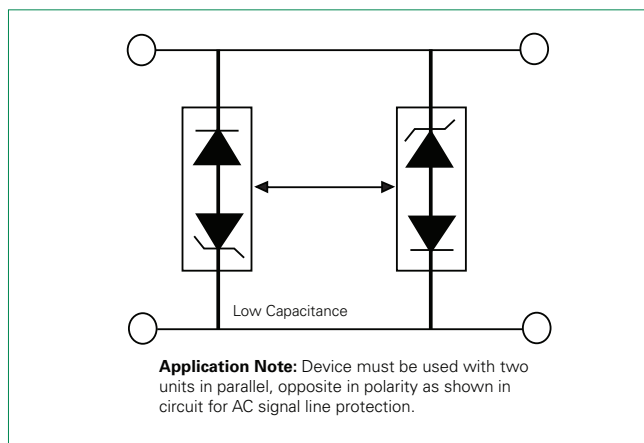 Low Capacitance
Application Note: Device must be used with two
units in parallel, opposite in polarity as shown in
circuit for AC signal line protection.